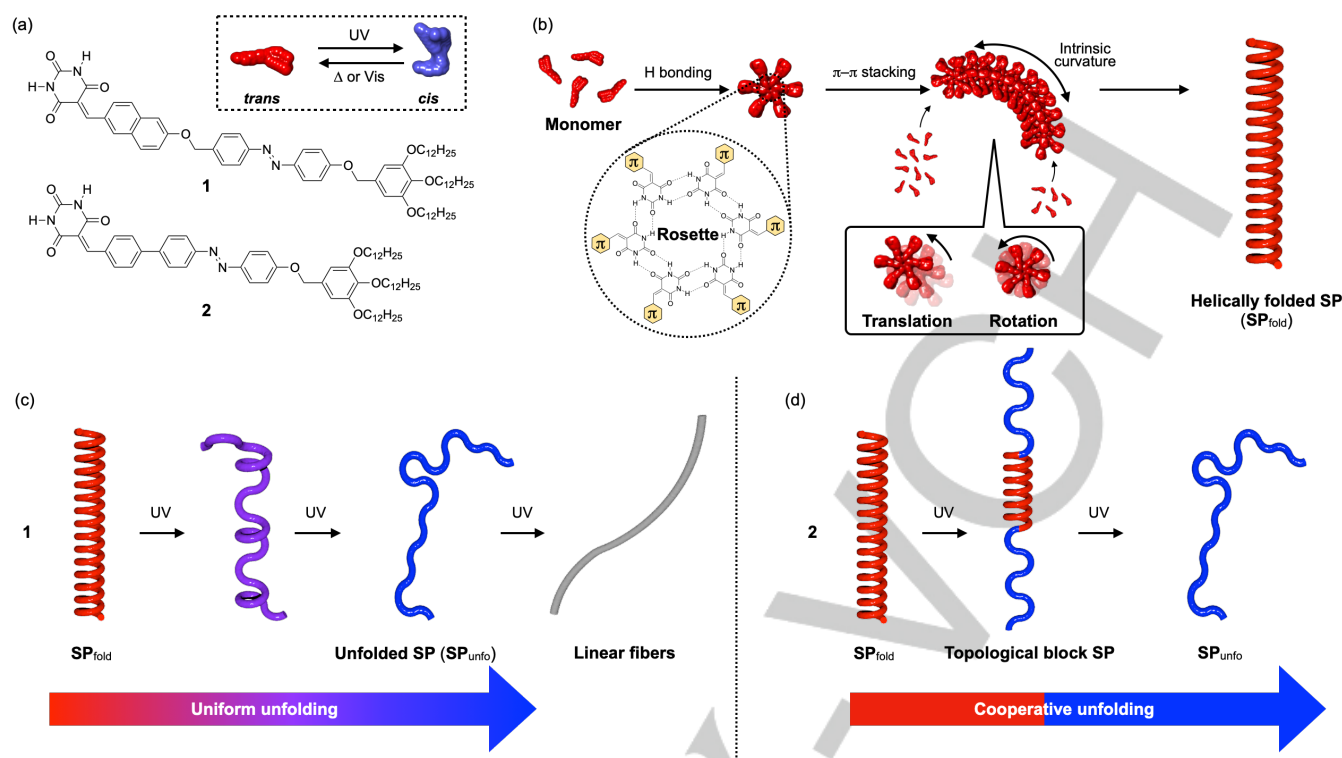 (a)
UV
Δ or Vis
trans
cis
O
N
H
HN
O
O
O
N
N
O
OC12H25
OC12H25
OC12H25
1
O
N
H
HN
O
O
N
N
O
OC12H25
OC12H25
OC12H25
2
(b)
Monomer
H bonding
π–π stacking
Intrinsic
curvature
π
π
π
Rosette
π
π
π
Translation
Rotation
Helically folded SP
(SPfold)
(c)
1
UV
UV
UV
SPfold
Unfolded SP (SPunfo)
Linear fibers
Uniform unfolding
(d)
2
UV
UV
SPfold
Topological block SP
SPunfo
Cooperative unfolding